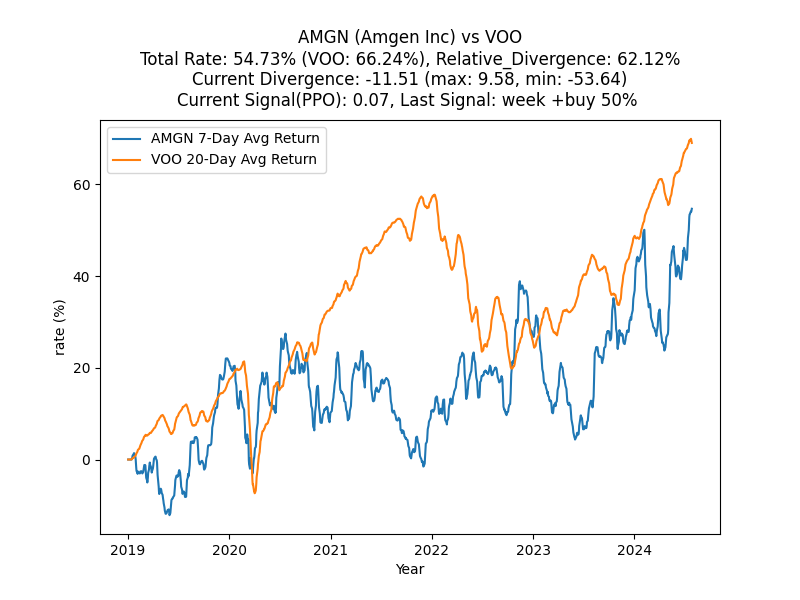 AMGN (Amgen Inc) vs VOO
Total Rate: 54.73% (VOO: 66.24%), Relative_Divergence: 62.12%
Current Divergence: -11.51 (max: 9.58, min: -53.64)
Current Signal(PPO): 0.07, Last Signal: week +buy 50%
AMGN 7-Day Avg Return
VOO 20-Day Avg Return
rate (%)
60
40
20
0
2019 2020 2021 2022 2023 2024
Year